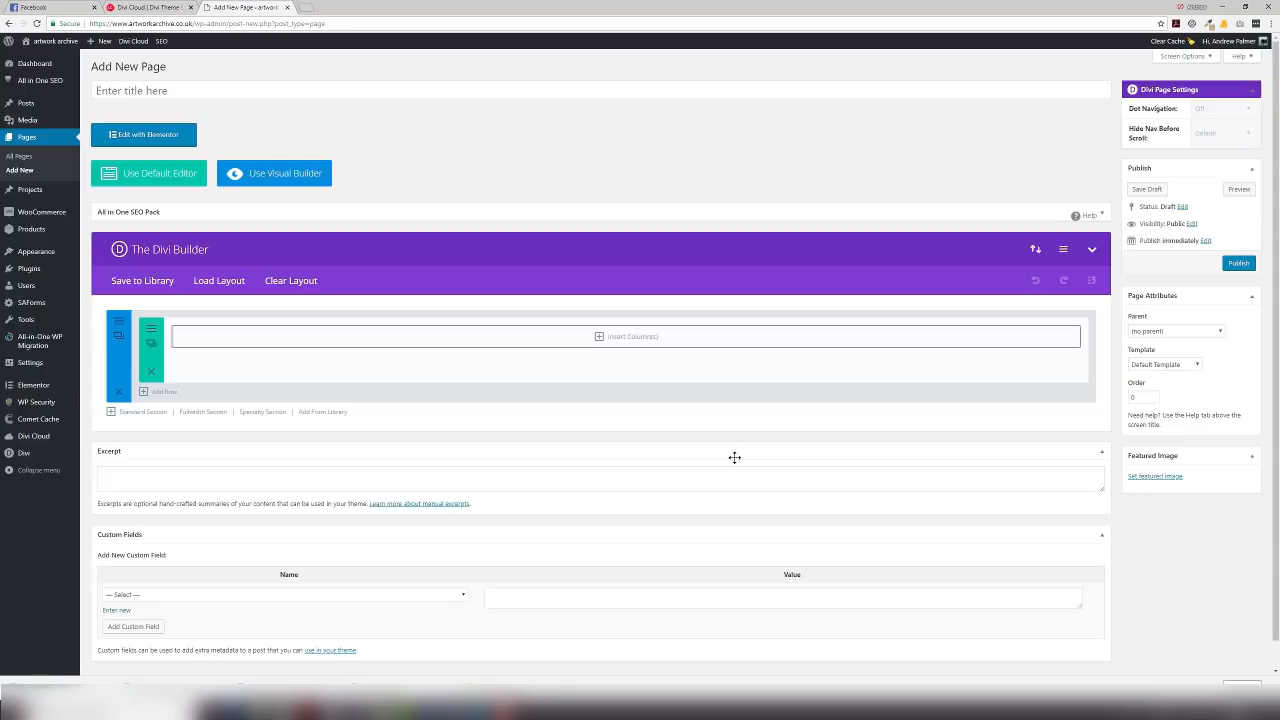 Facebook
Divi Cloud | Divi Theme
Add New Page ‹ artwork
Secure
https://www.artworkarchive.co.uk/wp-admin/post-new.php?post_type=page
artwork archive
New
Divi Cloud
SEO
Clear Cache
Hi, Andrew Palmer
Dashboard
All in One SEO
Posts
Media
Pages
All Pages
Add New
Projects
WooCommerce
Products
Appearance
Plugins
Users
SAForms
Tools
All-in-One WP
Migration
Settings
Elementor
WP Security
Comet Cache
Divi Cloud
Divi
Collapse menu
Screen Options
Help
Add New Page
Enter title here
Edit with Elementor
Use Default Editor
Use Visual Builder
All in One SEO Pack
Help
The Divi Builder
Save to Library
Load Layout
Clear Layout
Insert Column(s)
Add Row
Standard Section | Fullwidth Section | Specialty Section | Add From Library
Excerpt
Excerpts are optional hand-crafted summaries of your content that can be used in your theme. Learn more about manual excerpts.
Custom Fields
Add New Custom Field:
Name
Value
— Select —
Enter new
Add Custom Field
Custom fields can be used to add extra metadata to a post that you can use in your theme.
Divi Page Settings
Dot Navigation:
Off
Hide Nav Before
Scroll:
Default
Publish
Save Draft
Preview
Status: Draft Edit
Visibility: Public Edit
Publish immediately Edit
Publish
Page Attributes
Parent
(no parent)
Template
Default Template
Order
0
Need help? Use the Help tab above the
screen title.
Featured Image
Set featured image